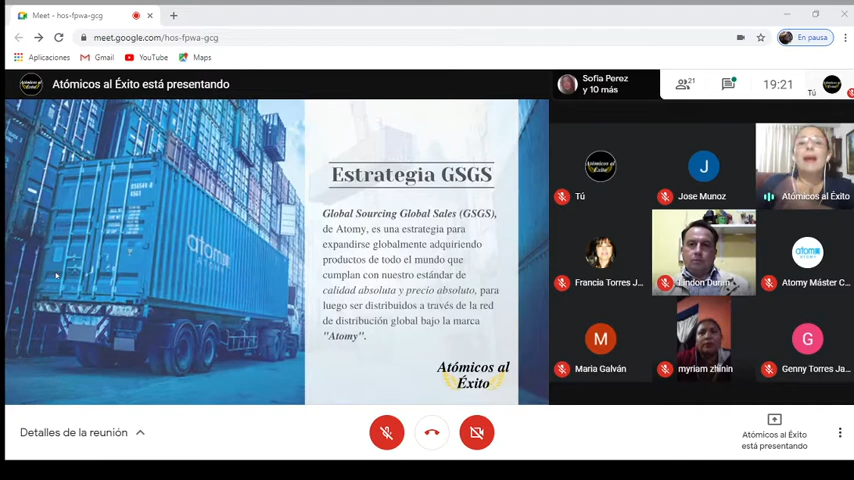 Meet - hos-fpwa-gcg
meet.google.com/hos-fpwa-gcg
En pausa
Aplicaciones
Gmail
YouTube
Maps
Atómicos al Éxito está presentando
Sofia Perez
y 10 más
21
19:21
Tú
Estrategia GSGS
Global Sourcing Global Sales (GSGS),
de Atomy, es una estrategia para
expandirse globalmente adquiriendo
productos de todo el mundo que
cumplan con nuestro estándar de
calidad absoluta y precio absoluto, para
luego ser distribuidos a través de la red
de distribución global bajo la marca
"Atomy".
Atómicos al
Éxito
atomy
Tú
J
Jose Munoz
Atómicos al Éxito
Francia Torres J...
Lindon Duran
atomy
Atomy Máster C...
M
Maria Galván
myriam zhinin
G
Genny Torres Ja...
Detalles de la reunión
Atómicos al Éxito
está presentando